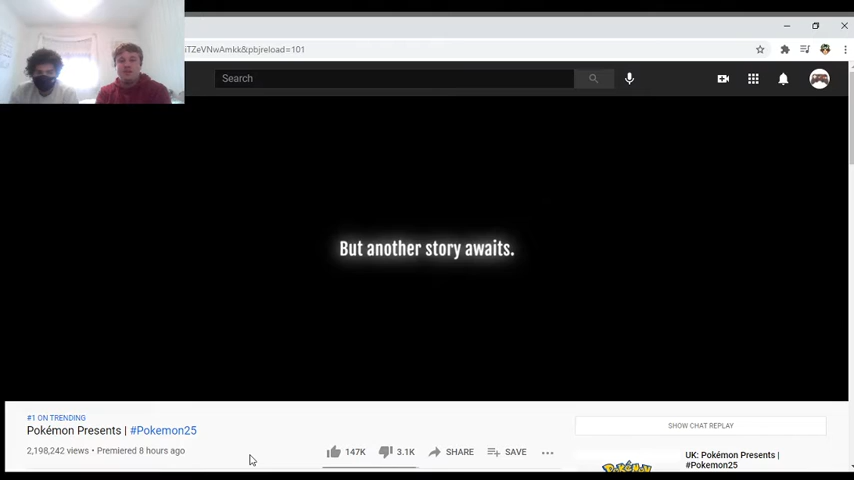 iTZeVNwAmkk&pbjreload=101
Search
But another story awaits.
#1 ON TRENDING
Pokémon Presents | #Pokemon25
2,198,242 views • Premiered 8 hours ago
147K
3.1K
SHARE
SAVE
SHOW CHAT REPLAY
UK: Pokémon Presents |
#Pokemon25
Pokémon